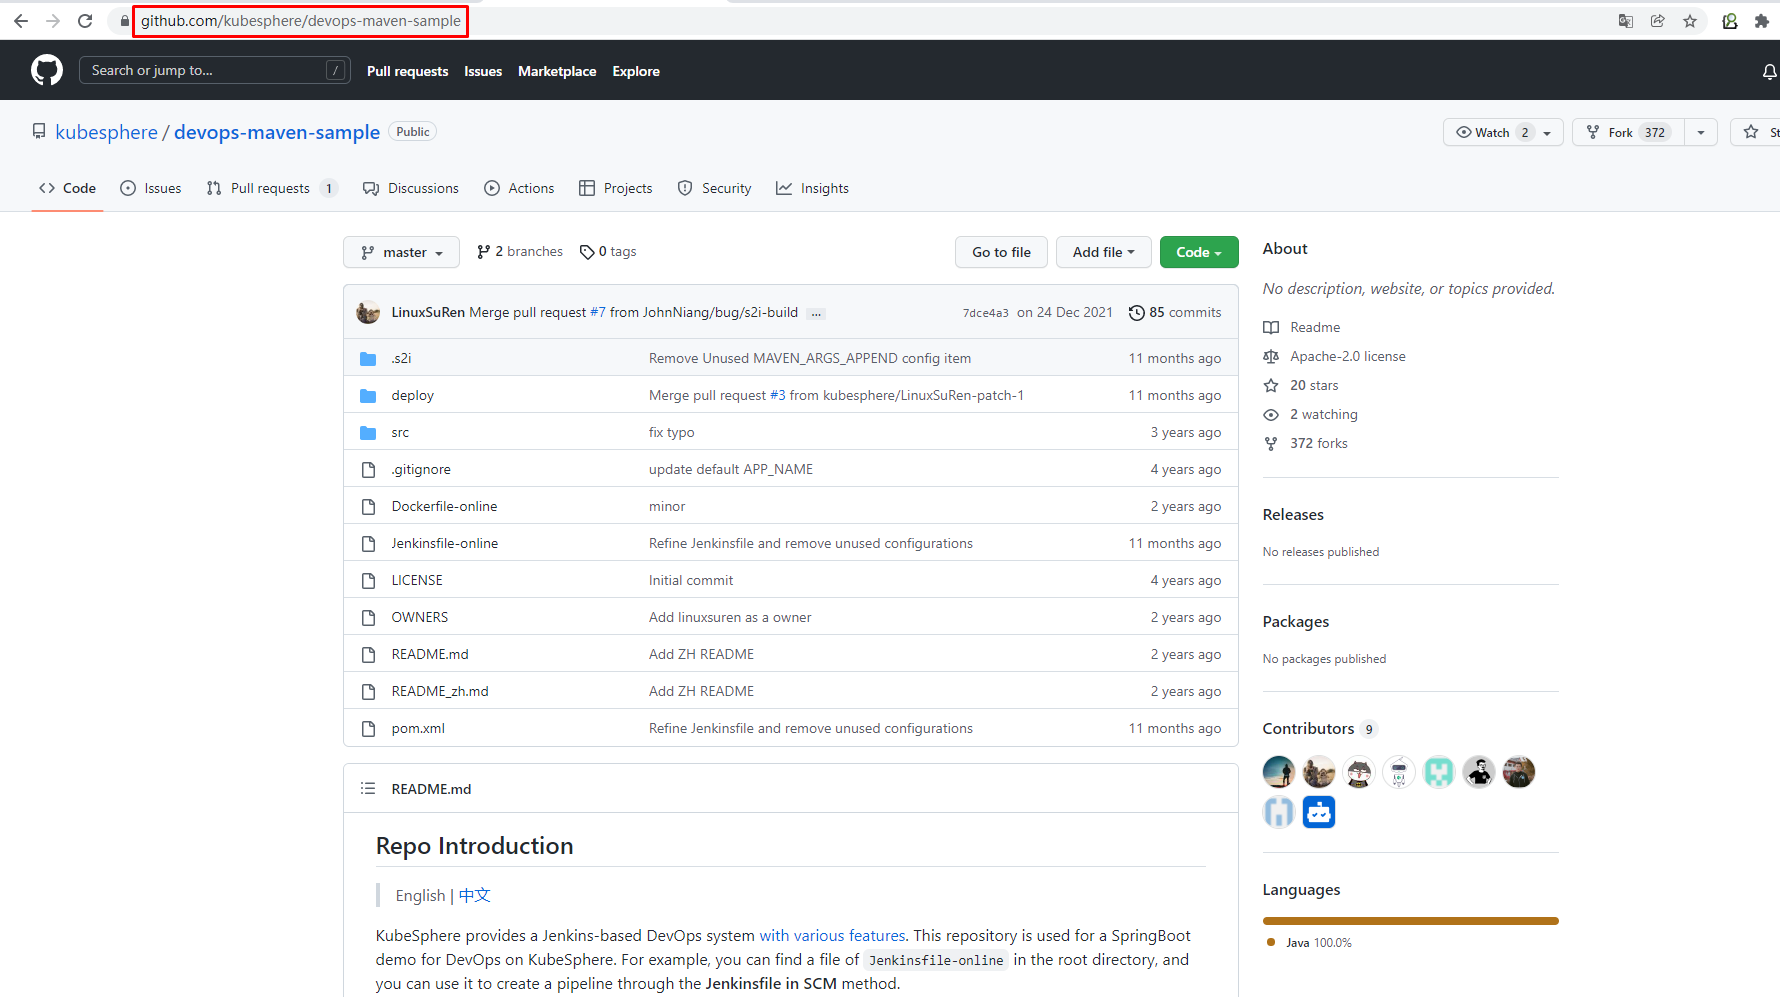 github.com/kubesphere/devops-maven-sample
Search or jump to... /
Pull requests Issues Marketplace Explore
kubesphere / devops-maven-sample Public
Watch 2 Fork 372 St
Code Issues Pull requests 1 Discussions Actions Projects Security Insights
master 2 branches 0 tags Go to file Add file Code
LinuxSuRen Merge pull request #7 from JohnNiang/bug/s2i-build ... 7dce4a3 on 24 Dec 2021 85 commits
.s2i Remove Unused MAVEN_ARGS_APPEND config item 11 months ago
deploy Merge pull request #3 from kubesphere/LinuxSuRen-patch-1 11 months ago
src fix typo 3 years ago
.gitignore update default APP_NAME 4 years ago
Dockerfile-online minor 2 years ago
Jenkinsfile-online Refine Jenkinsfile and remove unused configurations 11 months ago
LICENSE Initial commit 4 years ago
OWNERS Add linuxsuren as a owner 2 years ago
README.md Add ZH README 2 years ago
README_zh.md Add ZH README 2 years ago
pom.xml Refine Jenkinsfile and remove unused configurations 11 months ago
README.md
Repo Introduction
English | 中文
KubeSphere provides a Jenkins-based DevOps system with various features. This repository is used for a SpringBoot
demo for DevOps on KubeSphere. For example, you can find a file of Jenkinsfile-online in the root directory, and
you can use it to create a pipeline through the Jenkinsfile in SCM method.
About
No description, website, or topics provided.
Readme
Apache-2.0 license
20 stars
2 watching
372 forks
Releases
No releases published
Packages
No packages published
Contributors 9
Languages
Java 100.0%